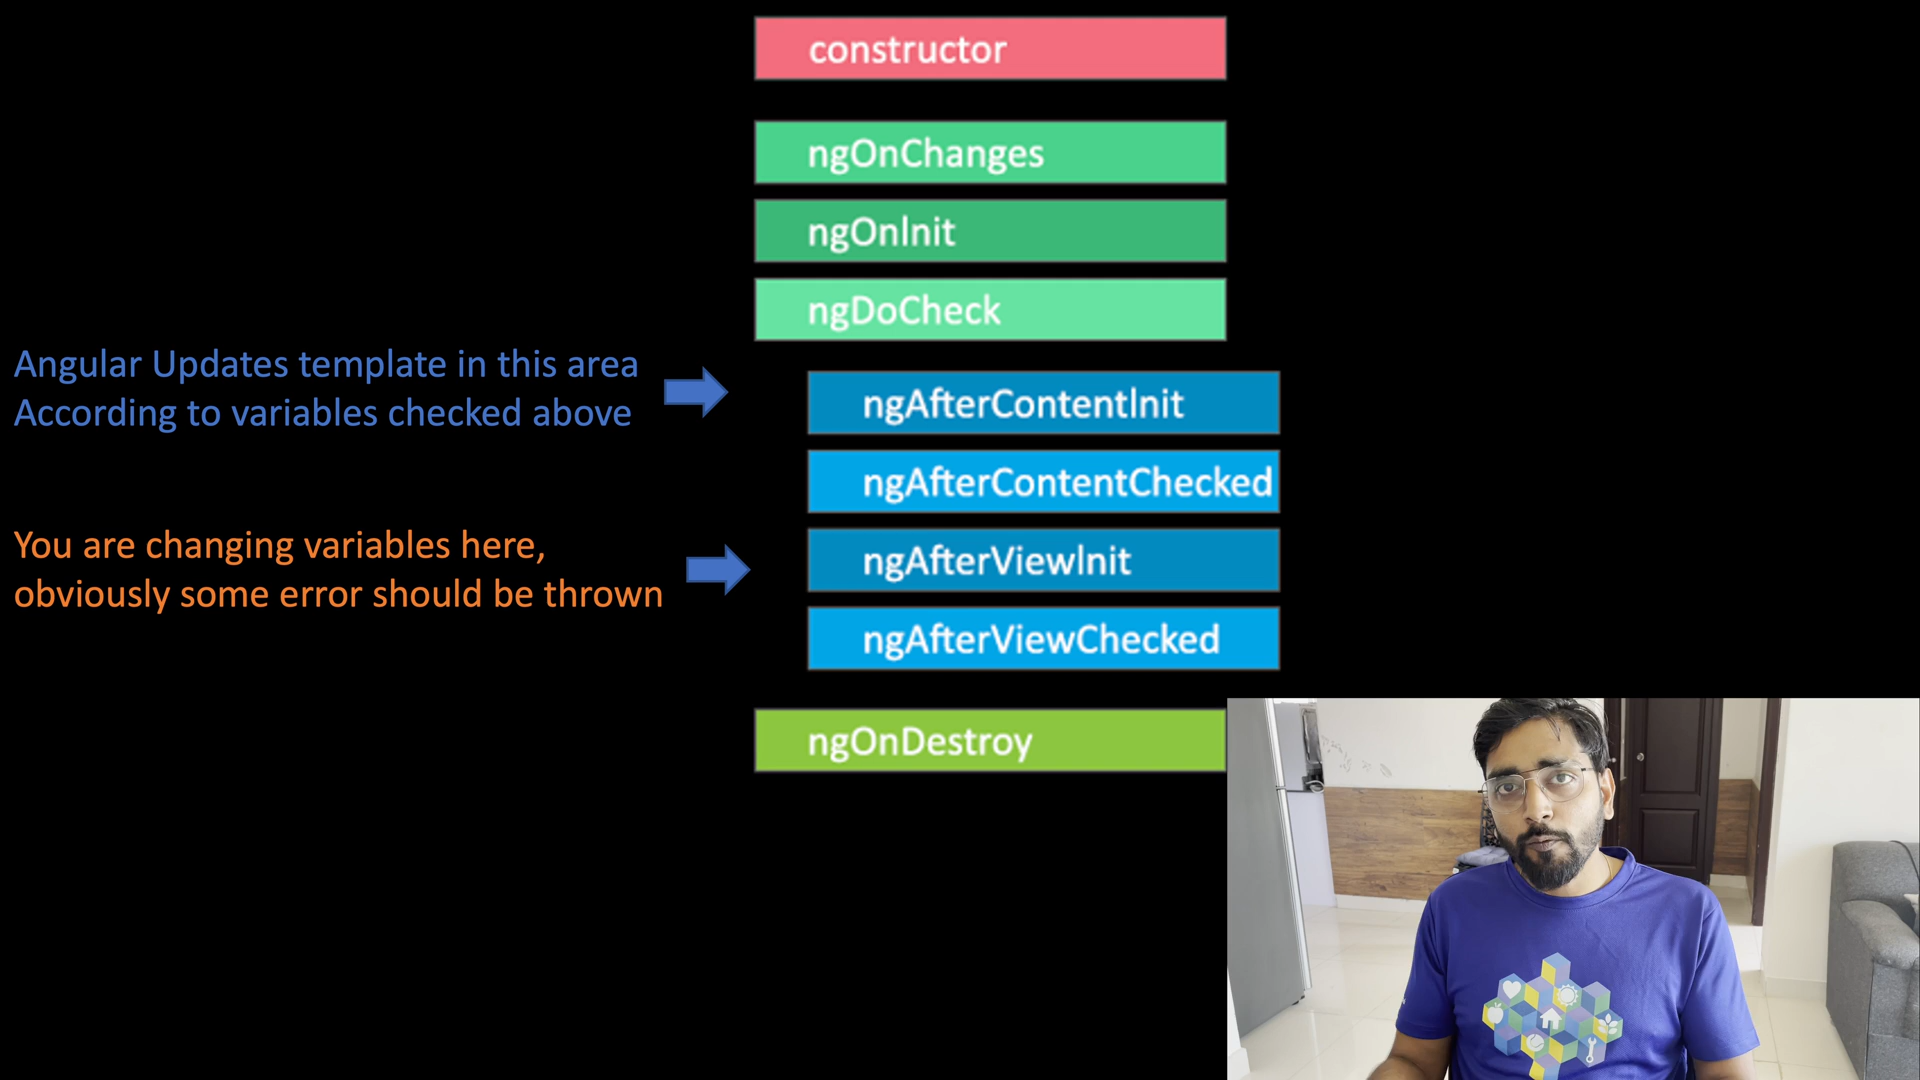 constructor
ngOnChanges
ngOnInit
ngDoCheck
Angular Updates template in this area
According to variables checked above
ngAfterContentInit
ngAfterContentChecked
You are changing variables here,
obviously some error should be thrown
ngAfterViewInit
ngAfterViewChecked
ngOnDestroy